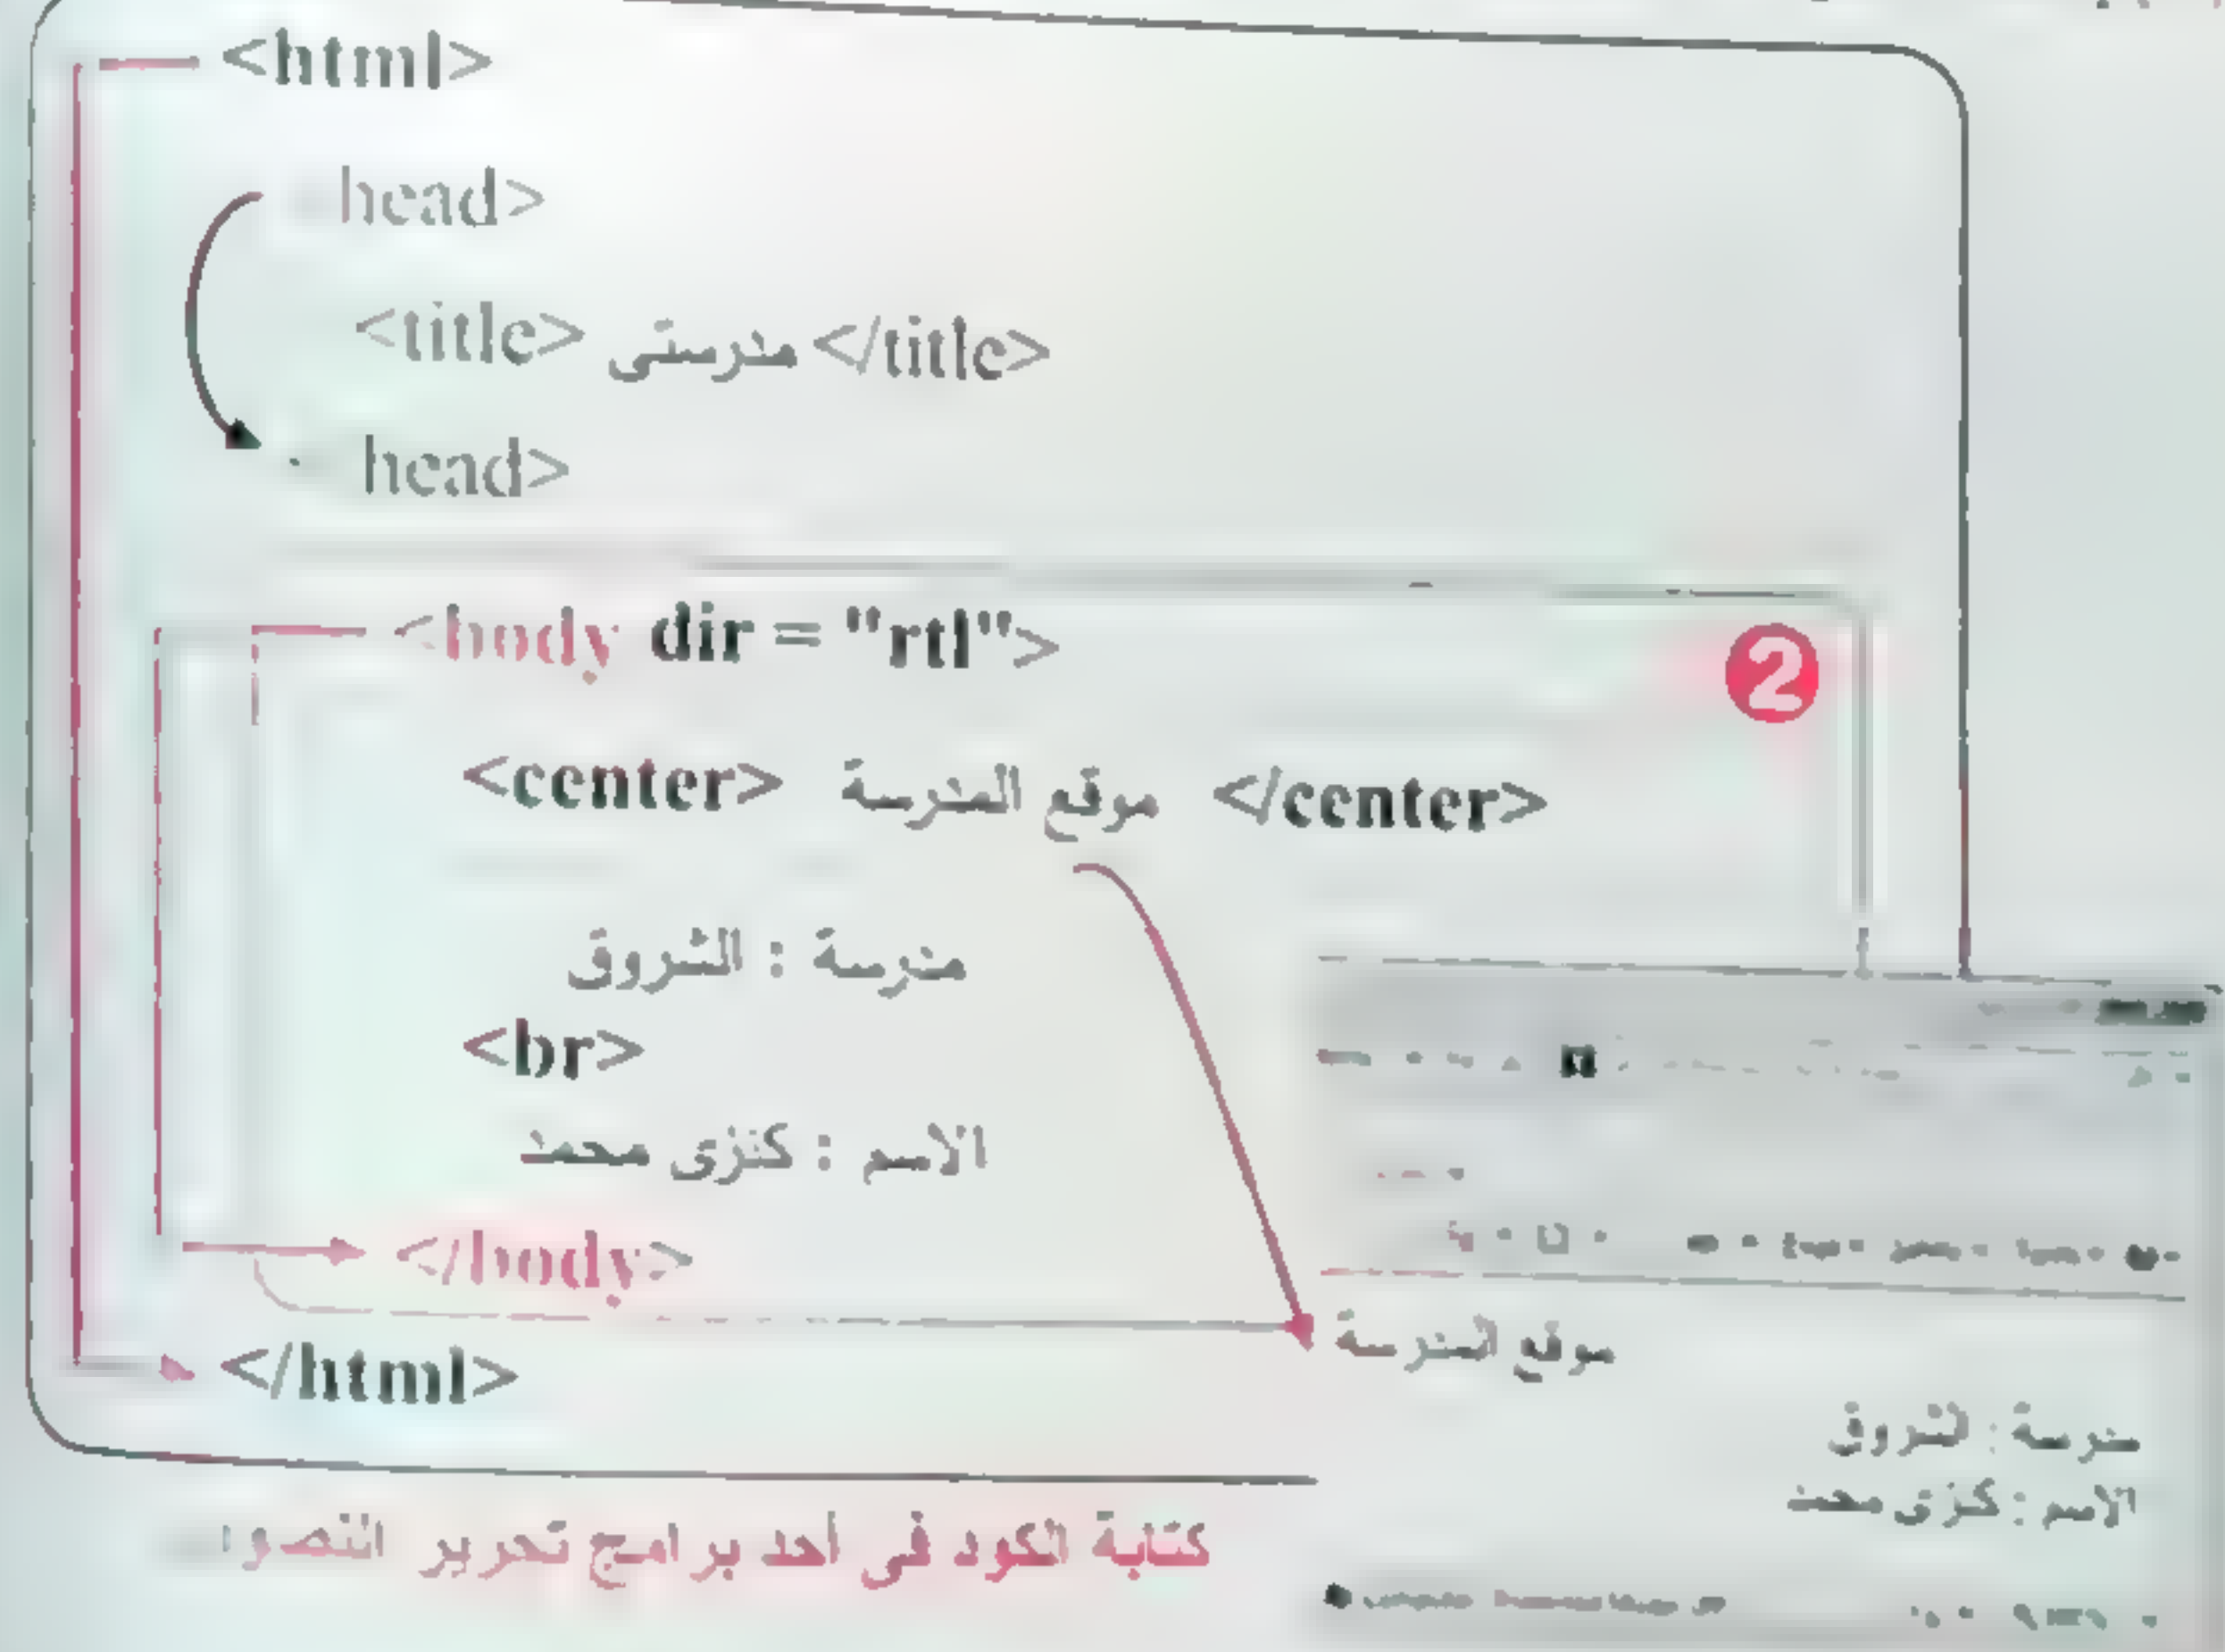 <html>
head>
<title> مدرستى </title>
head>
<body dir = "rtl">
2
<center> موقع المدرسة </center>
مدرسة : الشروق
<br>
الاسم : كنزى محمد
</body>
</html>
موقع المدرسة
مدرسة : الشروق
الاسم : كنزى محمد
كتابة الكود فى أحد برامج تحرير